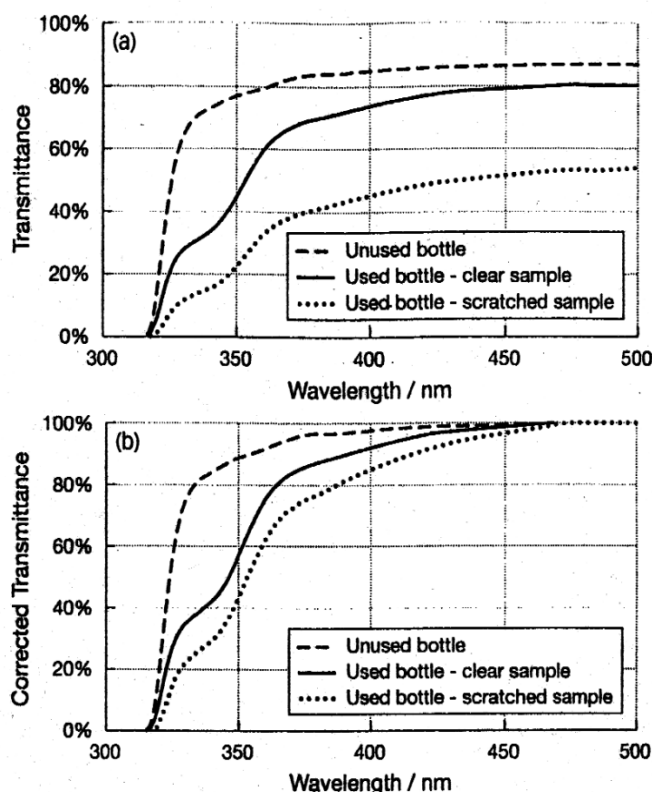 (a)
Transmittance
100%
80%
60%
40%
20%
0%
Unused bottle
Used bottle - clear sample
Used bottle - scratched sample
300 350 400 450 500
Wavelength / nm
(b)
Corrected Transmittance
100%
80%
60%
40%
20%
0%
Unused bottle
Used bottle - clear sample
Used bottle - scratched sample
300 350 400 450 500
Wavelength / nm